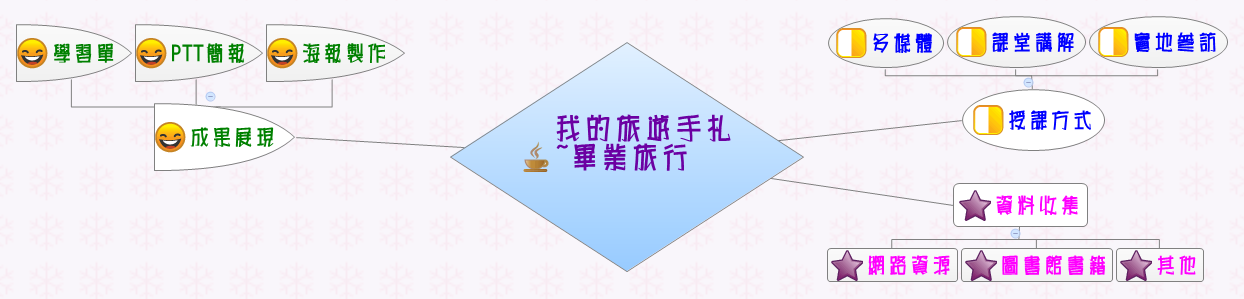 學習單
PTT簡報
海報製作
成果展現
我的旅遊手札
~畢業旅行
多媒體
課堂講解
實地參訪
授課方式
資料收集
網路資源
圖書館書籍
其他